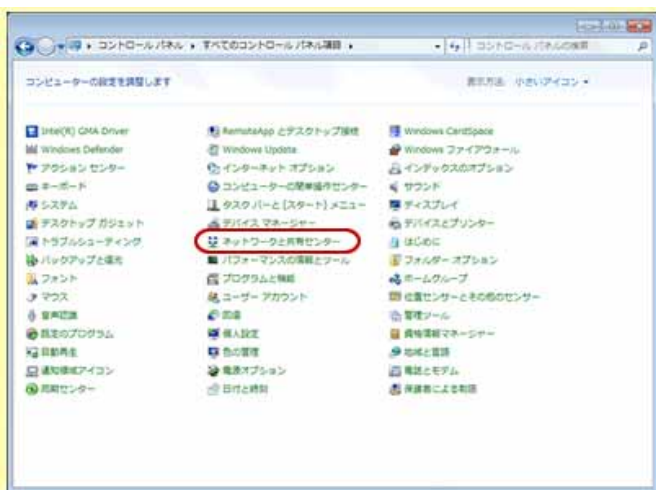 コントロール パネル ▸ すべてのコントロール パネル項目 ▸
コントロール パネルの検索
コンピューターの設定を調整します
表示方法: 小さいアイコン
Intel(R) GMA Driver
RemoteApp とデスクトップ接続
Windows CardSpace
Windows Defender
Windows Update
Windows ファイアウォール
アクション センター
インターネット オプション
インデックスのオプション
キーボード
コンピューターの簡単操作センター
サウンド
システム
タスク バーと [スタート] メニュー
ディスプレイ
デスクトップ ガジェット
デバイス マネージャー
デバイスとプリンター
トラブルシューティング
ネットワークと共有センター
はじめに
バックアップと復元
パフォーマンスの情報とツール
フォルダー オプション
フォント
プログラムと機能
ホームグループ
マウス
ユーザー アカウント
位置センサーとその他のセンサー
音声認識
回復
管理ツール
既定のプログラム
個人設定
資格情報マネージャー
自動再生
色の管理
地域と言語
通知領域アイコン
電源オプション
電話とモデム
同期センター
日付と時刻
保護者による制限